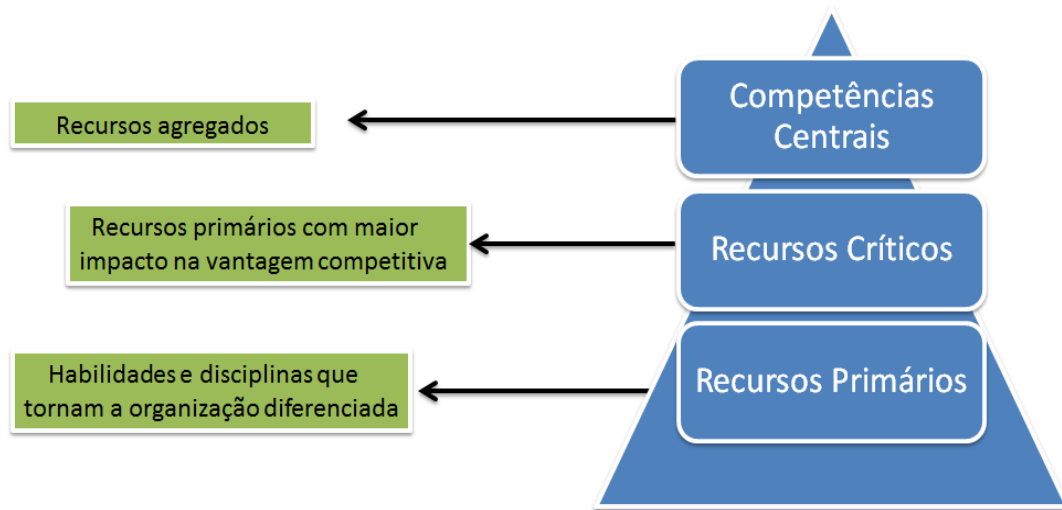 Recursos agregados
Competências
Centrais
Recursos primários com maior
impacto na vantagem competitiva
Recursos Críticos
Habilidades e disciplinas que
tornam a organização diferenciada
Recursos Primários